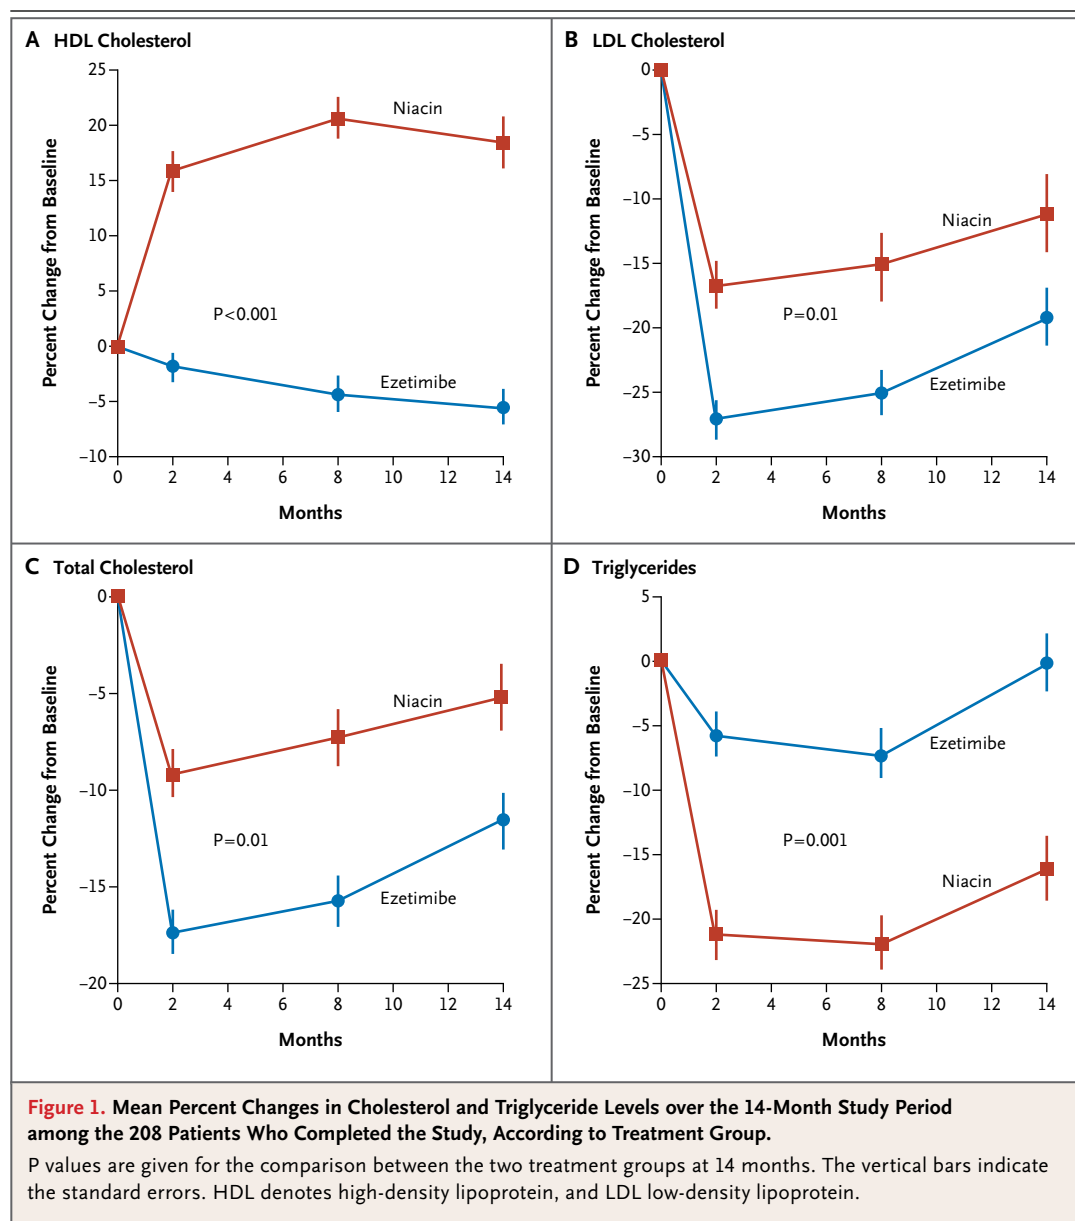 A HDL Cholesterol
Percent Change from Baseline
25
20
15
10
5
0
−5
−10
Niacin
P<0.001
Ezetimibe
0 2 4 6 8 10 12 14
Months
B LDL Cholesterol
Percent Change from Baseline
0
−5
−10
−15
−20
−25
−30
Niacin
P=0.01
Ezetimibe
0 2 4 6 8 10 12 14
Months
C Total Cholesterol
Percent Change from Baseline
0
−5
−10
−15
−20
Niacin
P=0.01
Ezetimibe
0 2 4 6 8 10 12 14
Months
D Triglycerides
Percent Change from Baseline
5
0
−5
−10
−15
−20
−25
Ezetimibe
P=0.001
Niacin
0 2 4 6 8 10 12 14
Months
Figure 1. Mean Percent Changes in Cholesterol and Triglyceride Levels over the 14-Month Study Period
among the 208 Patients Who Completed the Study, According to Treatment Group.
P values are given for the comparison between the two treatment groups at 14 months. The vertical bars indicate
the standard errors. HDL denotes high-density lipoprotein, and LDL low-density lipoprotein.